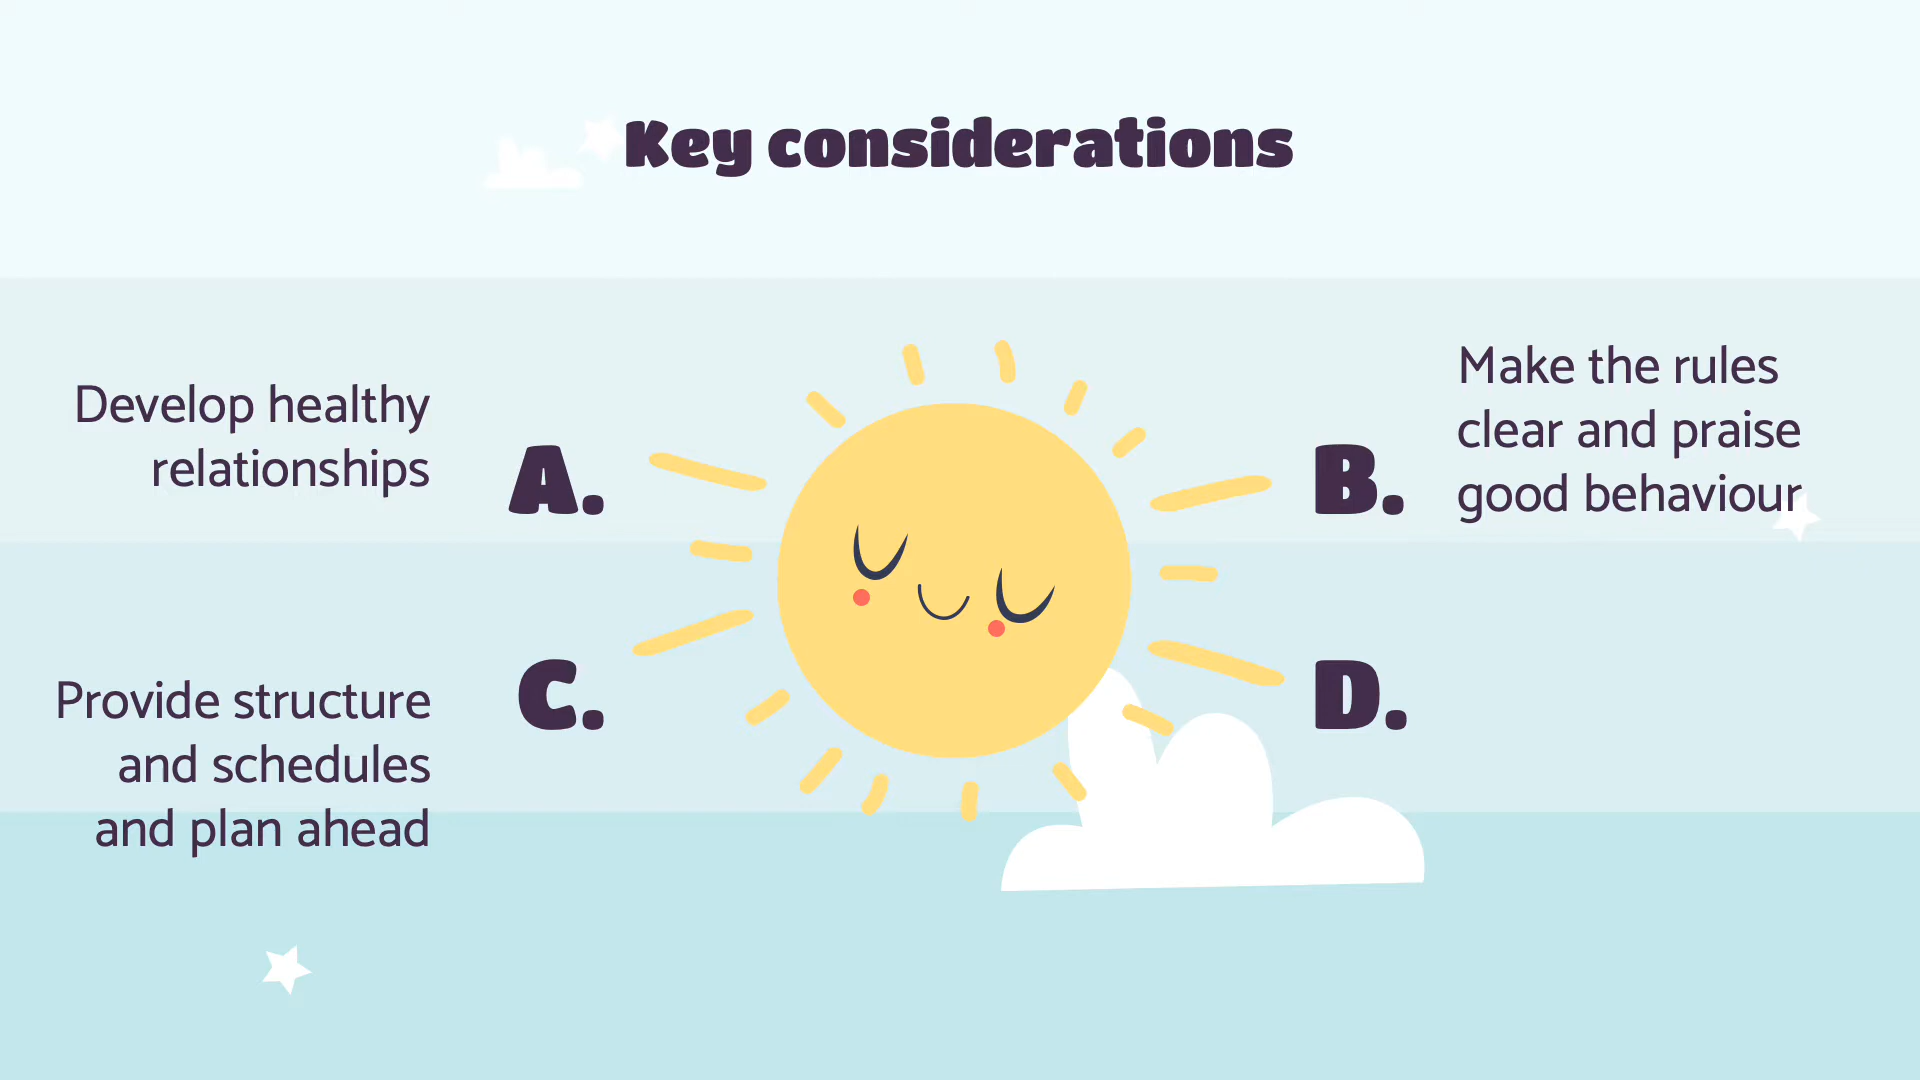 Key considerations
Develop healthy
relationships
A.
B.
Make the rules
clear and praise
good behaviour
Provide structure
and schedules
and plan ahead
C.
D.